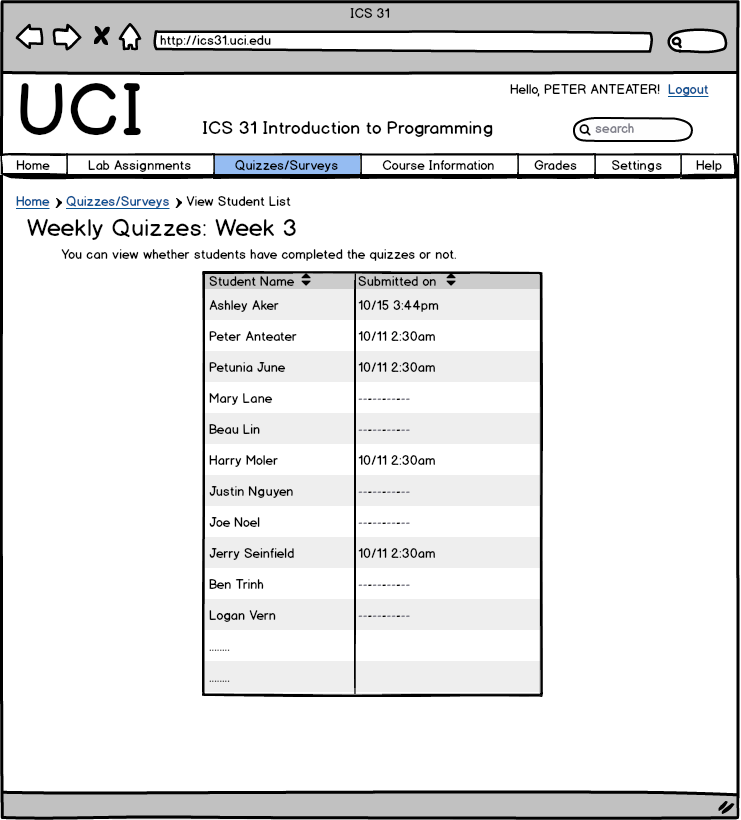 ICS 31
http://ics31.uci.edu
Hello, PETER ANTEATER! Logout
UCI
ICS 31 Introduction to Programming
search
Home Lab Assignments Quizzes/Surveys Course Information Grades Settings Help
Home Quizzes/Surveys View Student List
Weekly Quizzes: Week 3
You can view whether students have completed the quizzes or not.
Student Name Submitted on
Ashley Aker 10/15 3:44pm
Peter Anteater 10/11 2:30am
Petunia June 10/11 2:30am
Mary Lane -----------
Beau Lin -----------
Harry Moler 10/11 2:30am
Justin Nguyen -----------
Joe Noel -----------
Jerry Seinfield 10/11 2:30am
Ben Trinh -----------
Logan Vern -----------
........
........